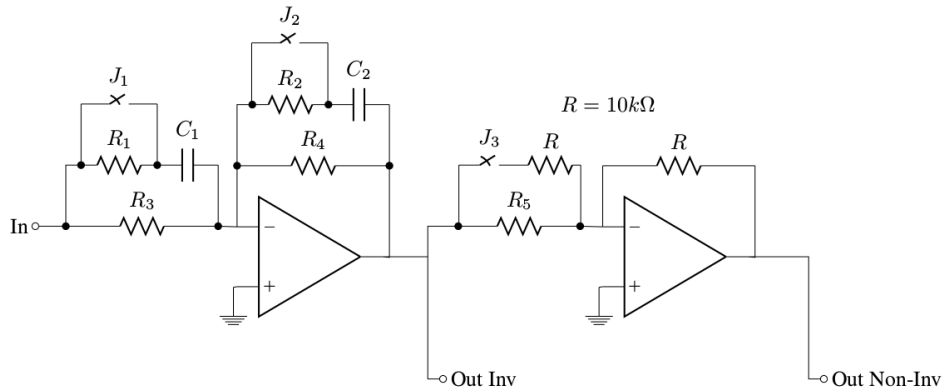 J₂
J₁
R₂
C₂
R = 10kΩ
R₁
C₁
R₄
J₃
R
R
R₃
R₅
In
−
−
+
+
Out Inv
Out Non-Inv